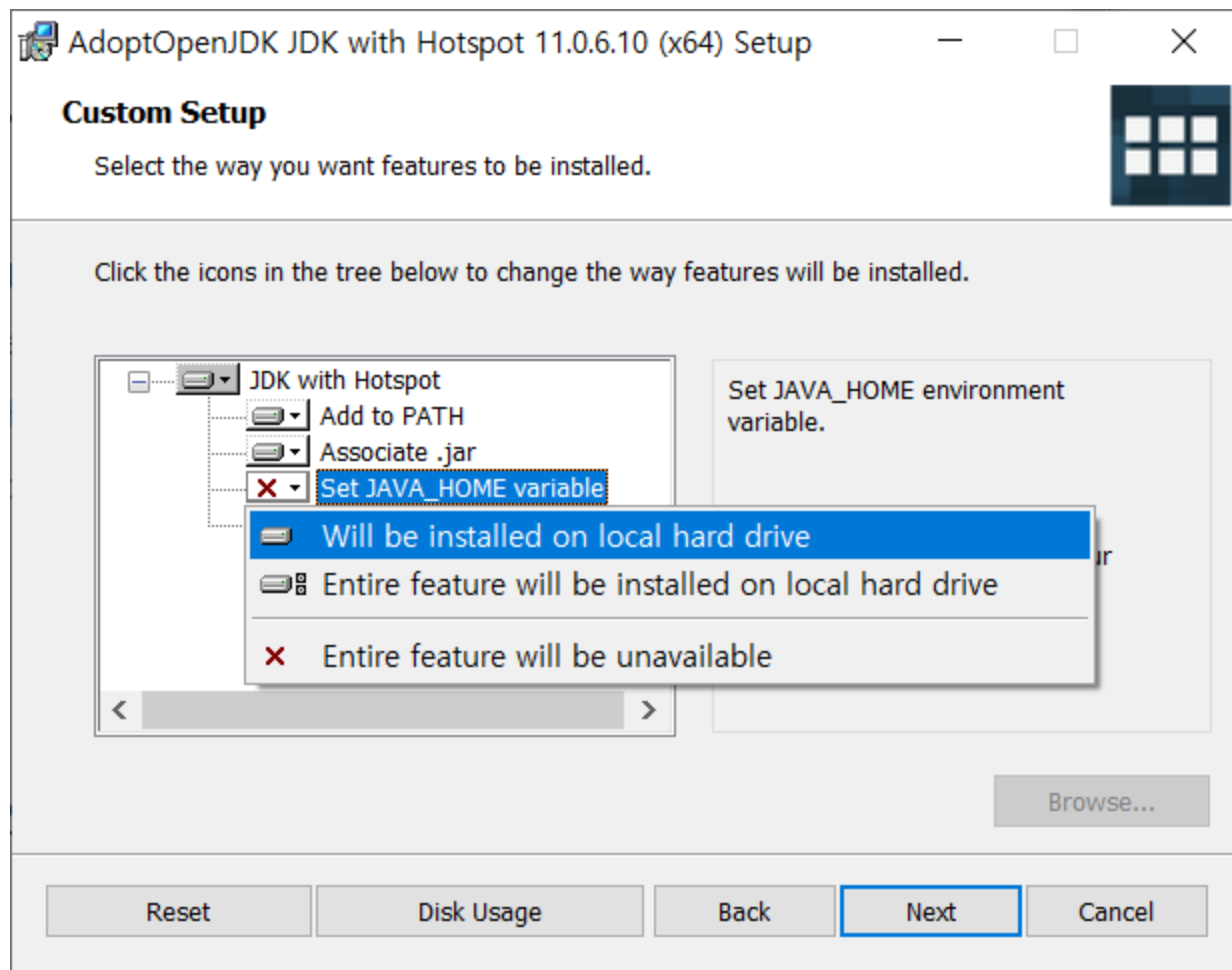 AdoptOpenJDK JDK with Hotspot 11.0.6.10 (x64) Setup
Custom Setup
Select the way you want features to be installed.
Click the icons in the tree below to change the way features will be installed.
JDK with Hotspot
Add to PATH
Associate .jar
Set JAVA_HOME variable
Set JAVA_HOME environment
variable.
Will be installed on local hard drive
Entire feature will be installed on local hard drive
Entire feature will be unavailable
Browse...
Reset
Disk Usage
Back
Next
Cancel